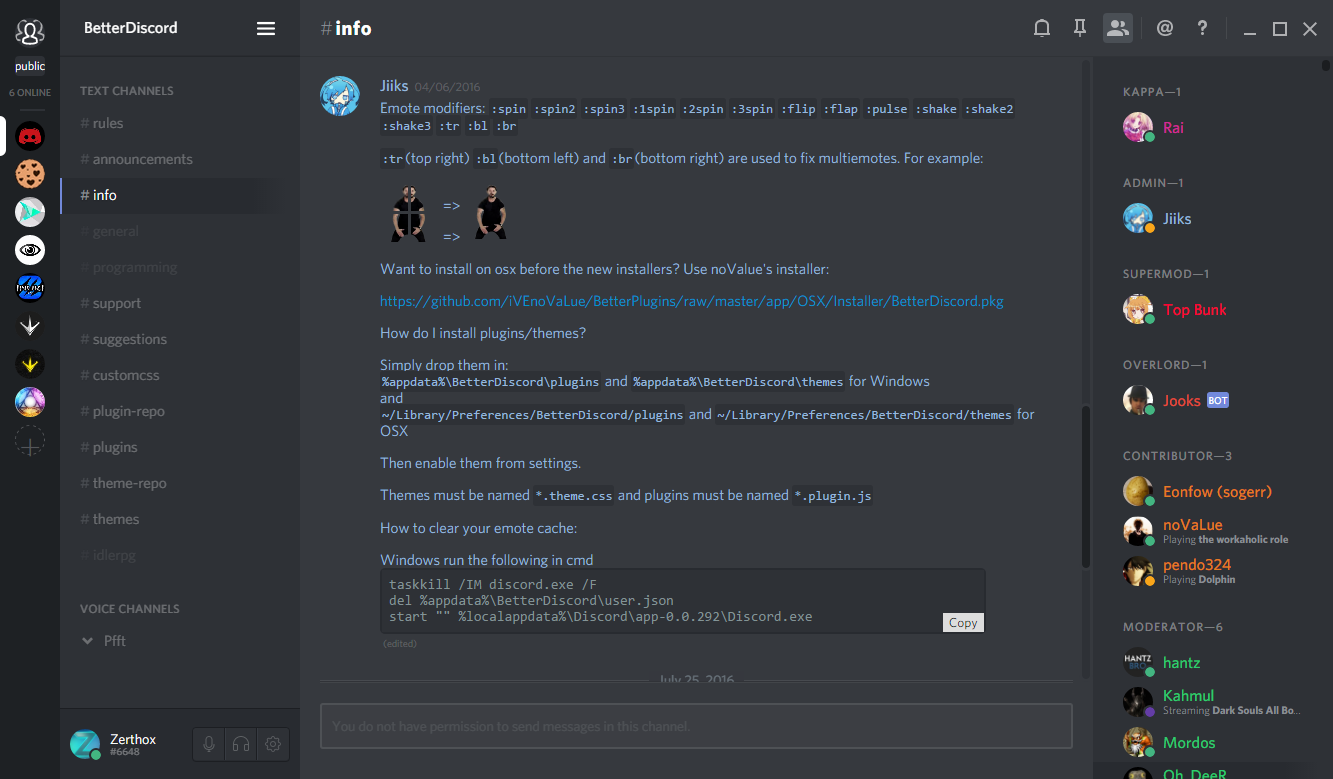 public
6 ONLINE
BetterDiscord
TEXT CHANNELS
# rules
# announcements
# info
# general
# programming
# support
# suggestions
# customcss
# plugin-repo
# plugins
# theme-repo
# themes
# idlerpg
VOICE CHANNELS
Pfft
Zerthox
#6648
# info
@ ?
Jiiks 04/06/2016
Emote modifiers: :spin :spin2 :spin3 :1spin :2spin :3spin :flip :flap :pulse :shake :shake2
:shake3 :tr :bl :br
:tr(top right) :bl(bottom left) and :br(bottom right) are used to fix multiemotes. For example:
=>
=>
Want to install on osx before the new installers? Use noValue's installer:
https://github.com/iVEnoVaLue/BetterPlugins/raw/master/app/OSX/Installer/BetterDiscord.pkg
How do I install plugins/themes?
Simply drop them in:
%appdata%\BetterDiscord\plugins and %appdata%\BetterDiscord\themes for Windows
and
~/Library/Preferences/BetterDiscord/plugins and ~/Library/Preferences/BetterDiscord/themes for
OSX
Then enable them from settings.
Themes must be named *.theme.css and plugins must be named *.plugin.js
How to clear your emote cache:
Windows run the following in cmd
taskkill /IM discord.exe /F
del %appdata%\BetterDiscord\user.json
start "" %localappdata%\Discord\app-0.0.292\Discord.exe
Copy
(edited)
July 25, 2016
You do not have permission to send messages in this channel.
KAPPA—1
Rai
ADMIN—1
Jiiks
SUPERMOD—1
Top Bunk
OVERLORD—1
Jooks BOT
CONTRIBUTOR—3
Eonfow (sogerr)
noVaLue
Playing the workaholic role
pendo324
Playing Dolphin
MODERATOR—6
HANTZ
BRO
hantz
Kahmul
Streaming Dark Souls All Bo...
Mordos
Oh_DeeR